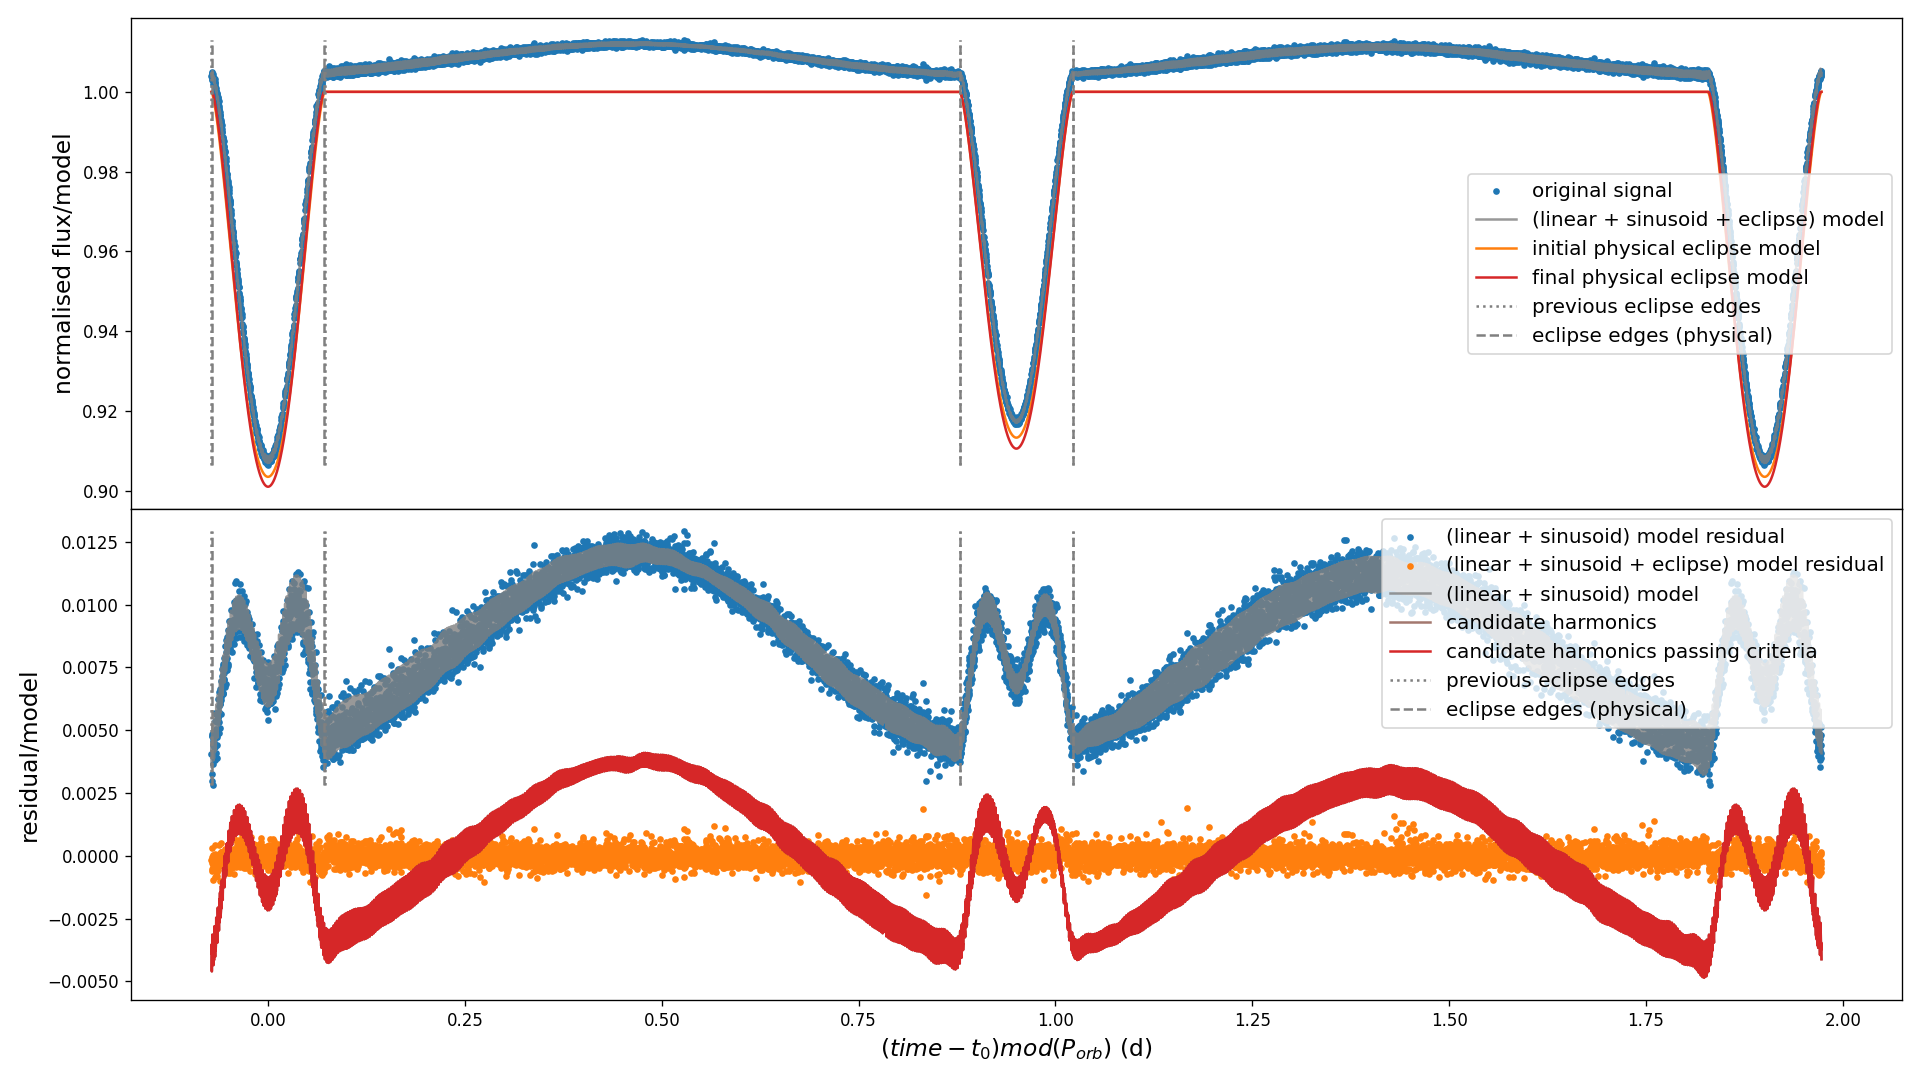 normalised flux/model
1.00
0.98
0.96
0.94
0.92
0.90
original signal
(linear + sinusoid + eclipse) model
initial physical eclipse model
final physical eclipse model
previous eclipse edges
eclipse edges (physical)
residual/model
0.0125
0.0100
0.0075
0.0050
0.0025
0.0000
−0.0025
−0.0050
(linear + sinusoid) model residual
(linear + sinusoid + eclipse) model residual
(linear + sinusoid) model
candidate harmonics
candidate harmonics passing criteria
previous eclipse edges
eclipse edges (physical)
0.00 0.25 0.50 0.75 1.00 1.25 1.50 1.75 2.00
(time − t₀)mod(P_orb) (d)